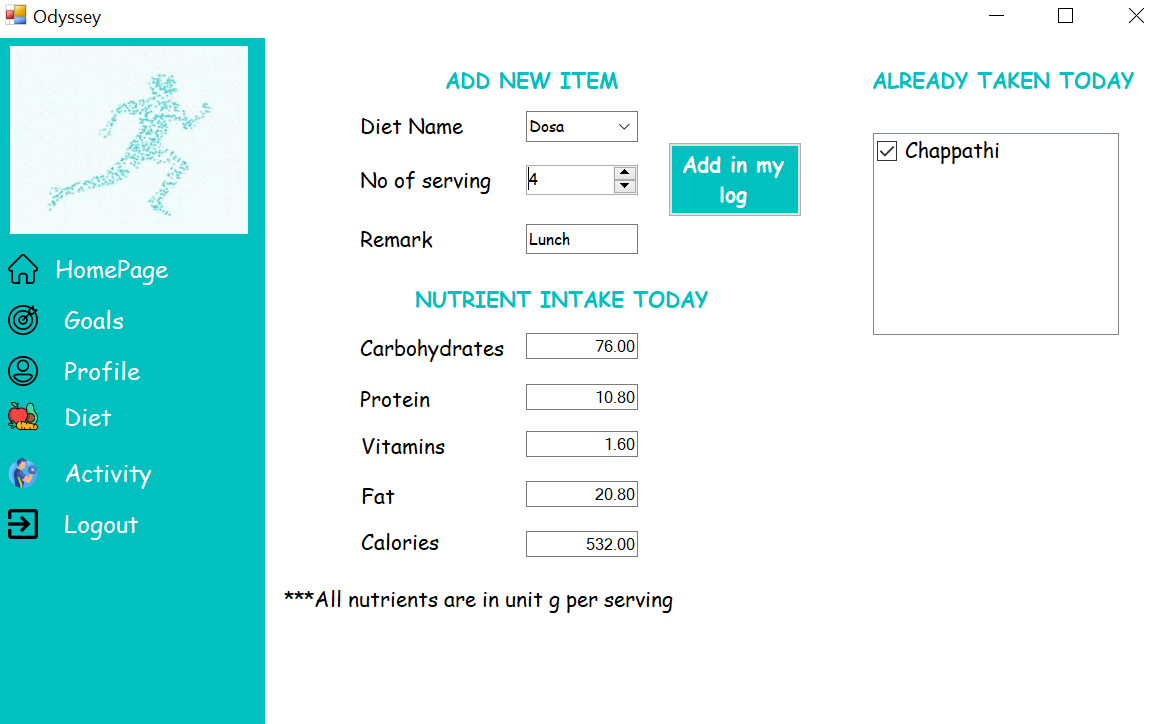 Odyssey
HomePage
Goals
Profile
Diet
Activity
Logout
ADD NEW ITEM
Diet Name Dosa
No of serving 4
Remark Lunch
Add in my
log
NUTRIENT INTAKE TODAY
Carbohydrates 76.00
Protein 10.80
Vitamins 1.60
Fat 20.80
Calories 532.00
***All nutrients are in unit g per serving
ALREADY TAKEN TODAY
Chappathi